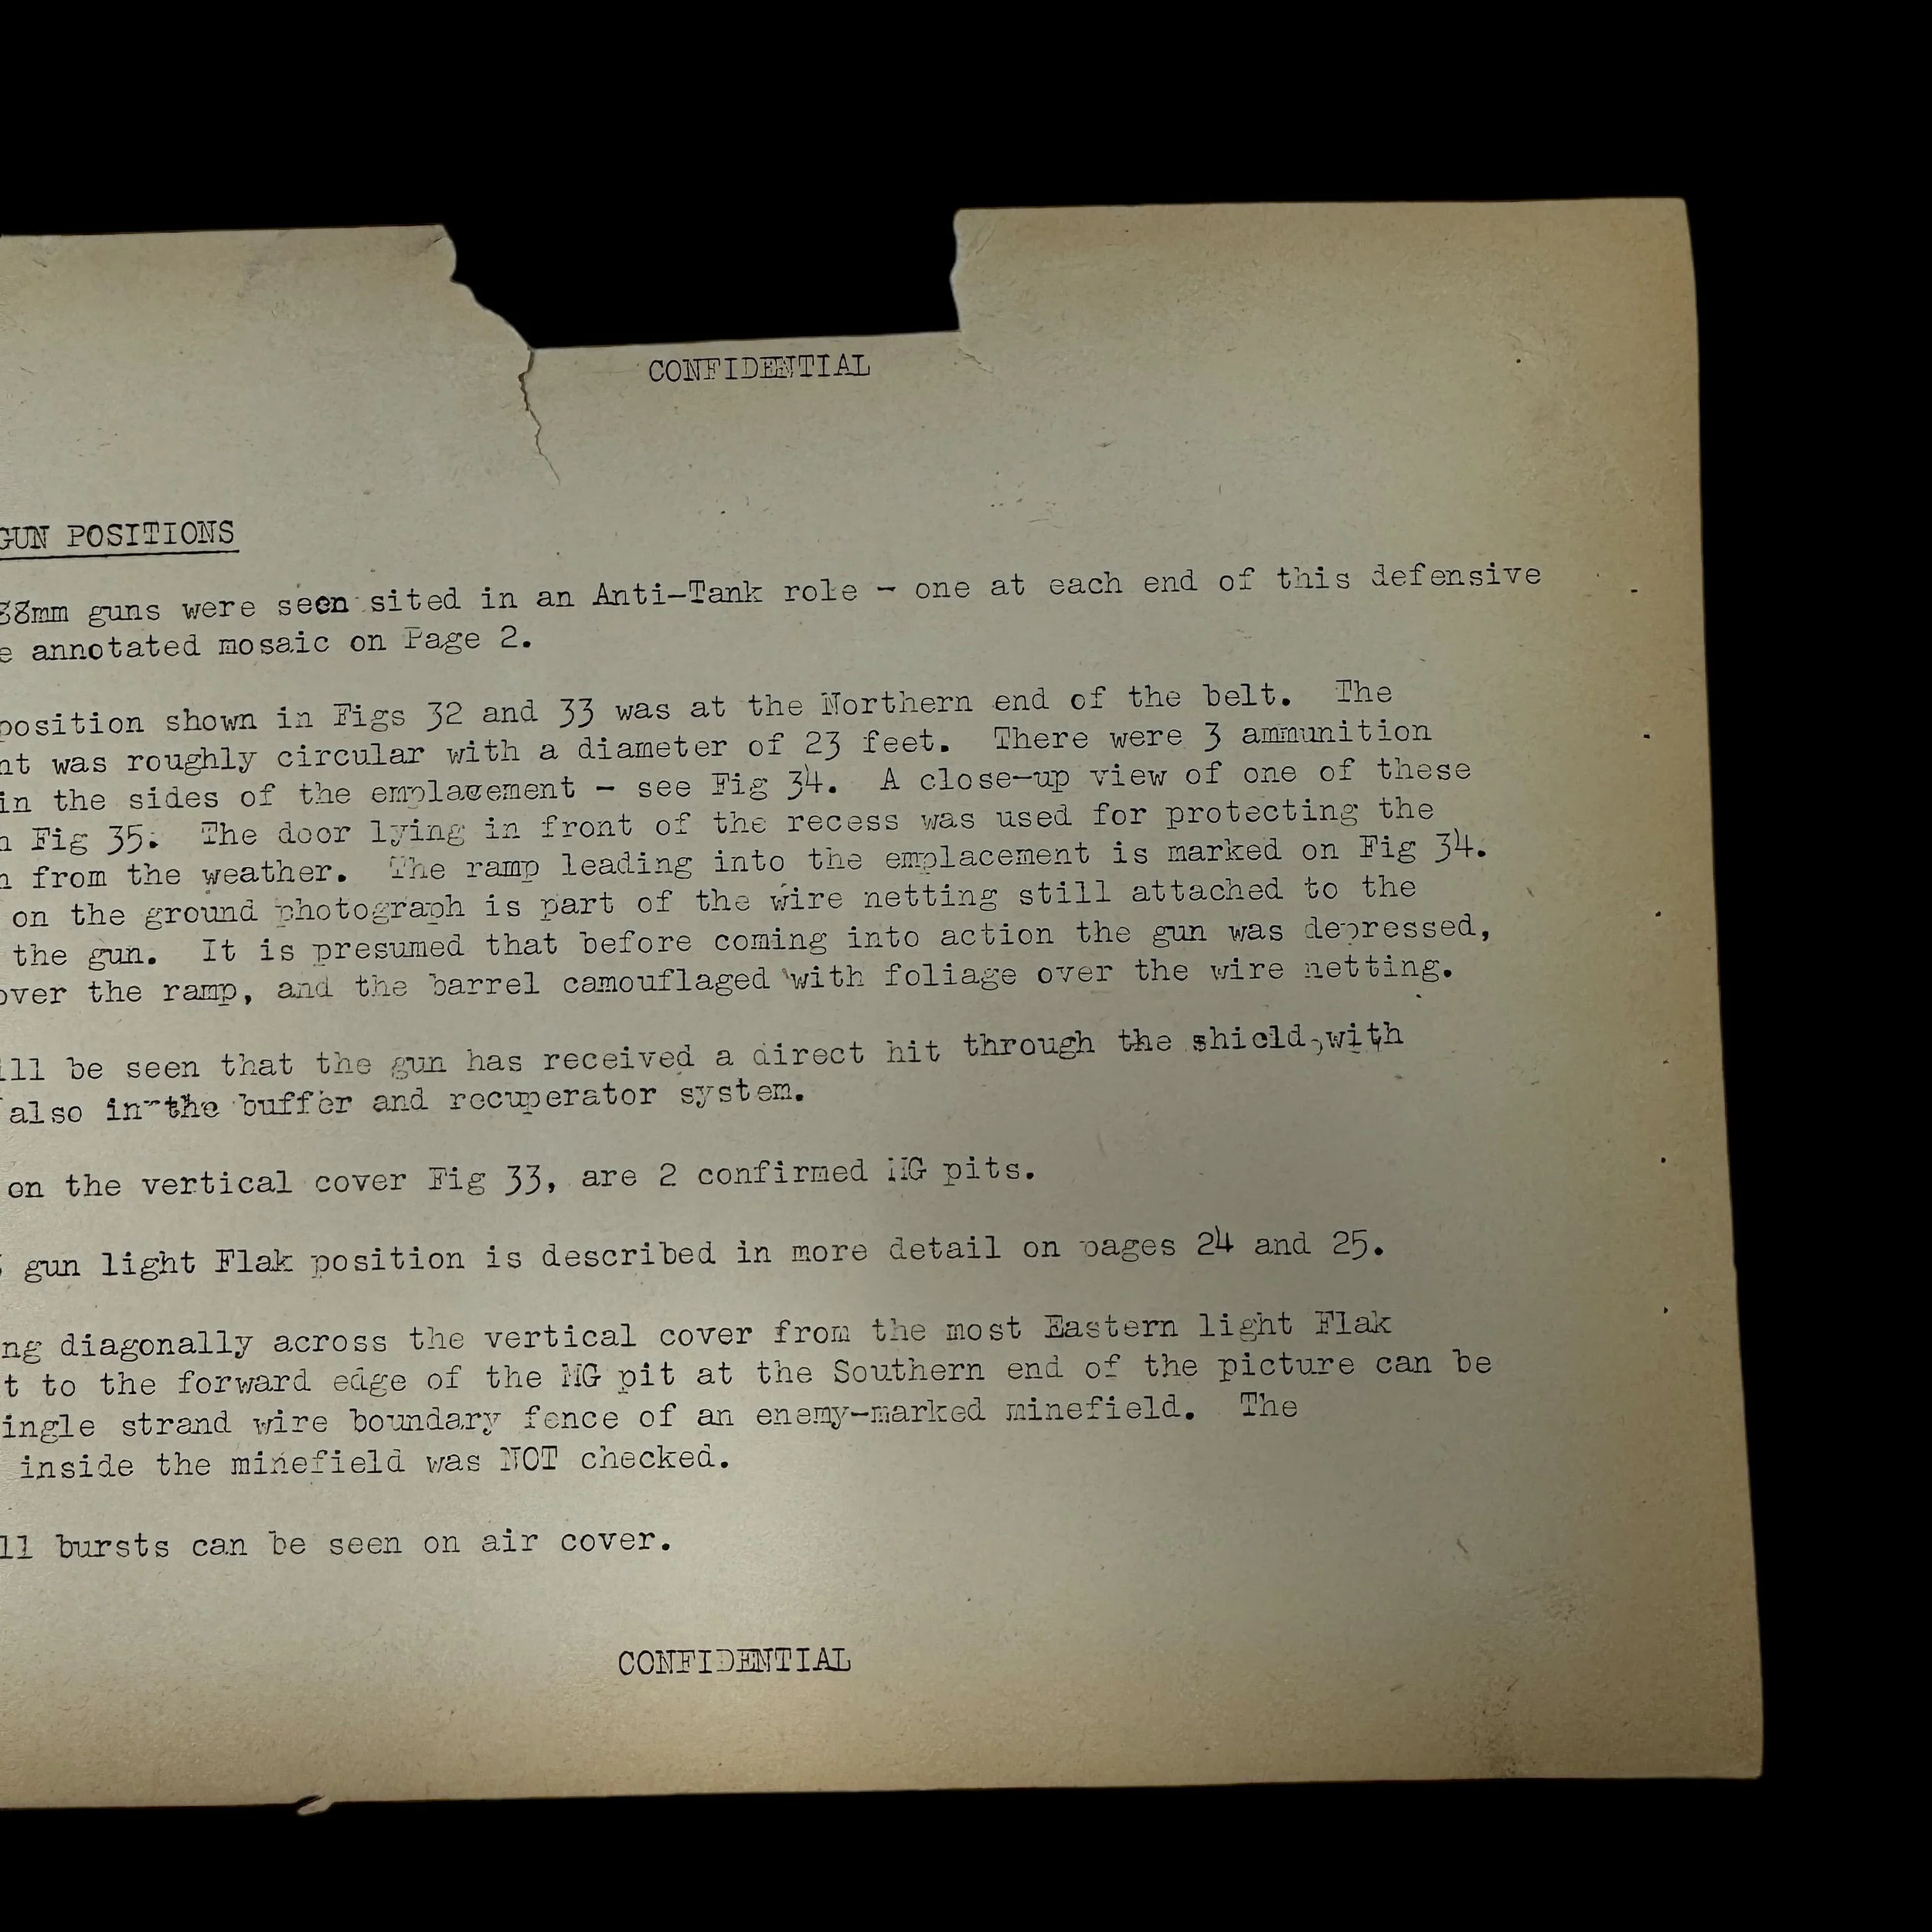 CONFIDENTIAL
GUN POSITIONS
88mm guns were seen sited in an Anti-Tank role - one at each end of this defensive
e annotated mosaic on Page 2.
position shown in Figs 32 and 33 was at the Northern end of the belt. The
nt was roughly circular with a diameter of 23 feet. There were 3 ammunition
in the sides of the emplacement - see Fig 34. A close-up view of one of these
n Fig 35. The door lying in front of the recess was used for protecting the
n from the weather. The ramp leading into the emplacement is marked on Fig 34.
on the ground photograph is part of the wire netting still attached to the
the gun. It is presumed that before coming into action the gun was depressed,
over the ramp, and the barrel camouflaged with foliage over the wire netting.
ill be seen that the gun has received a direct hit through the shield, with
also in the buffer and recuperator system.
on the vertical cover Fig 33, are 2 confirmed MG pits.
gun light Flak position is described in more detail on pages 24 and 25.
ng diagonally across the vertical cover from the most Eastern light Flak
t to the forward edge of the MG pit at the Southern end of the picture can be
ingle strand wire boundary fence of an enemy-marked minefield. The
inside the minefield was NOT checked.
ll bursts can be seen on air cover.
CONFIDENTIAL